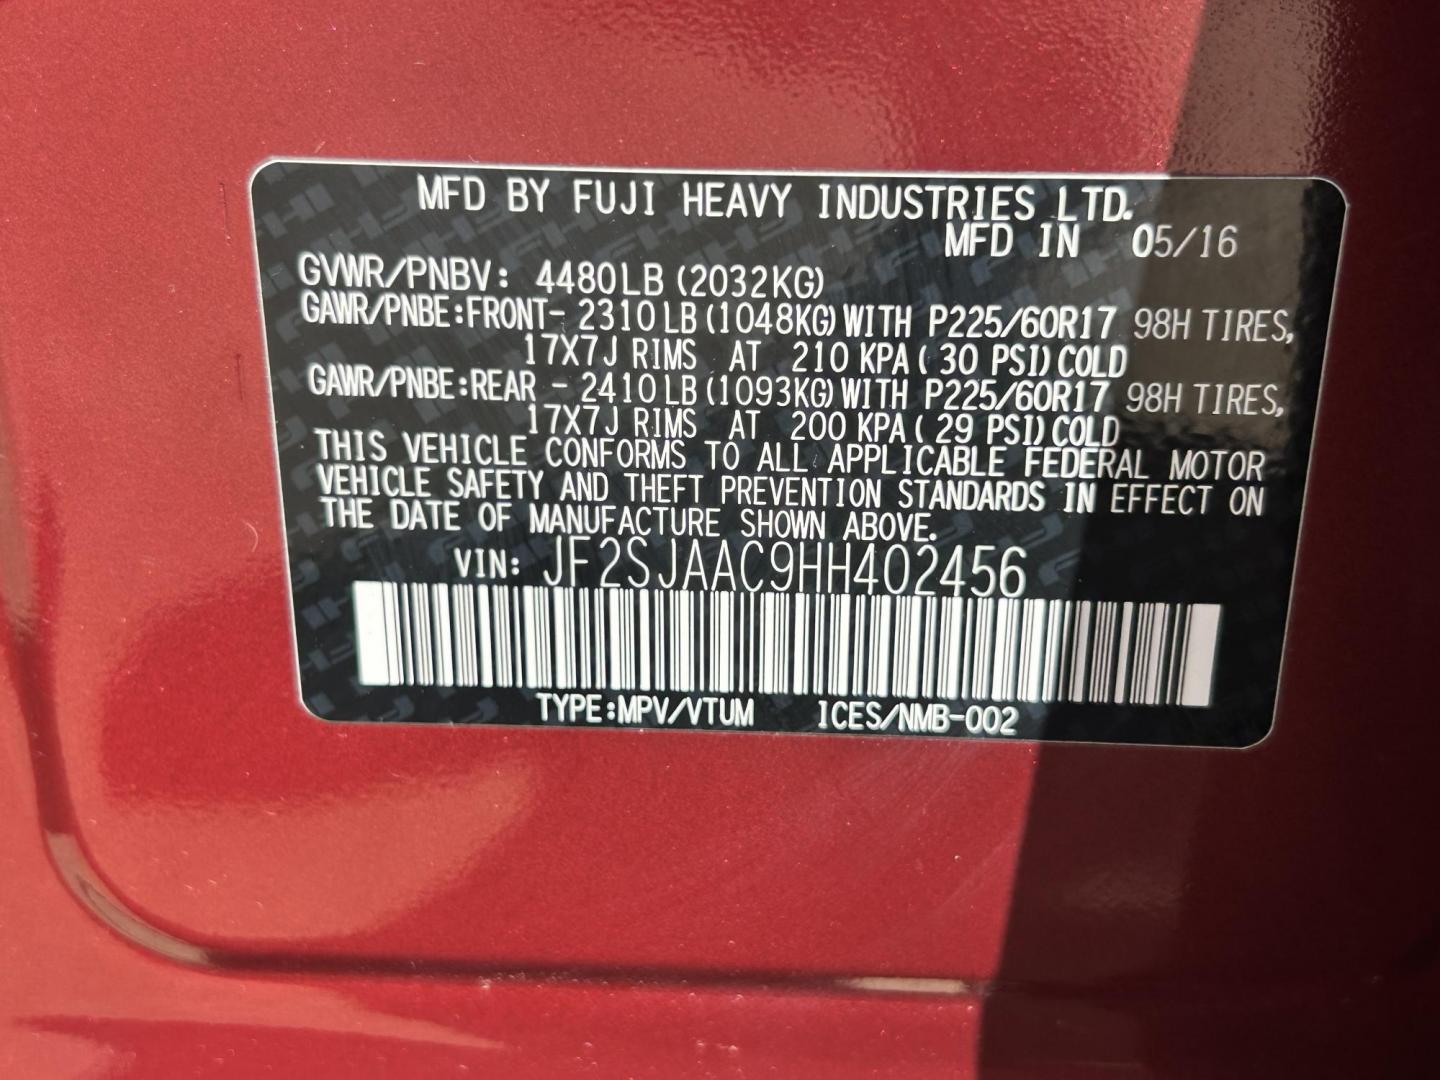 MFD BY FUJI HEAVY INDUSTRIES LTD.
MFD IN 05/16
GVWR/PNBV: 4480LB (2032KG)
GAWR/PNBE:FRONT- 2310LB(1048KG)WITH P225/60R17 98H TIRES,
17X7J RIMS AT 210 KPA( 30 PSI)COLD
GAWR/PNBE:REAR - 2410LB(1093KG)WITH P225/60R17 98H TIRES,
17X7J RIMS AT 200 KPA( 29 PSI)COLD
THIS VEHICLE CONFORMS TO ALL APPLICABLE FEDERAL MOTOR
VEHICLE SAFETY AND THEFT PREVENTION STANDARDS IN EFFECT ON
THE DATE OF MANUFACTURE SHOWN ABOVE.
VIN: JF2SJAAC9HH402456
TYPE:MPV/VTUM ICES/NMB-002